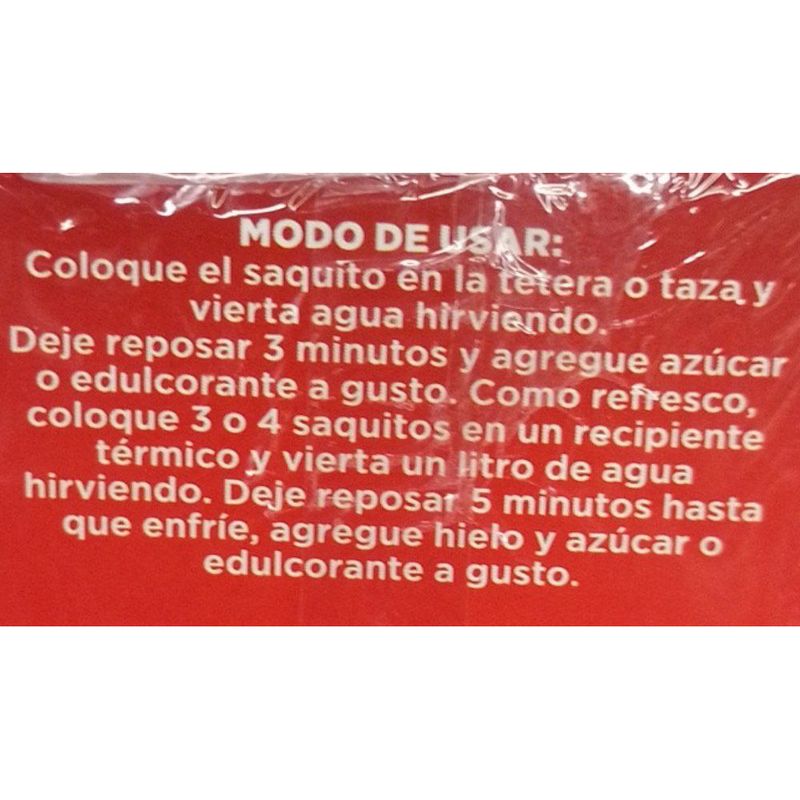 MODO DE USAR:
Coloque el saquito en la tetera o taza y
vierta agua hirviendo.
Deje reposar 3 minutos y agregue azúcar
o edulcorante a gusto. Como refresco,
coloque 3 o 4 saquitos en un recipiente
térmico y vierta un litro de agua
hirviendo. Deje reposar 5 minutos hasta
que enfríe, agregue hielo y azúcar o
edulcorante a gusto.